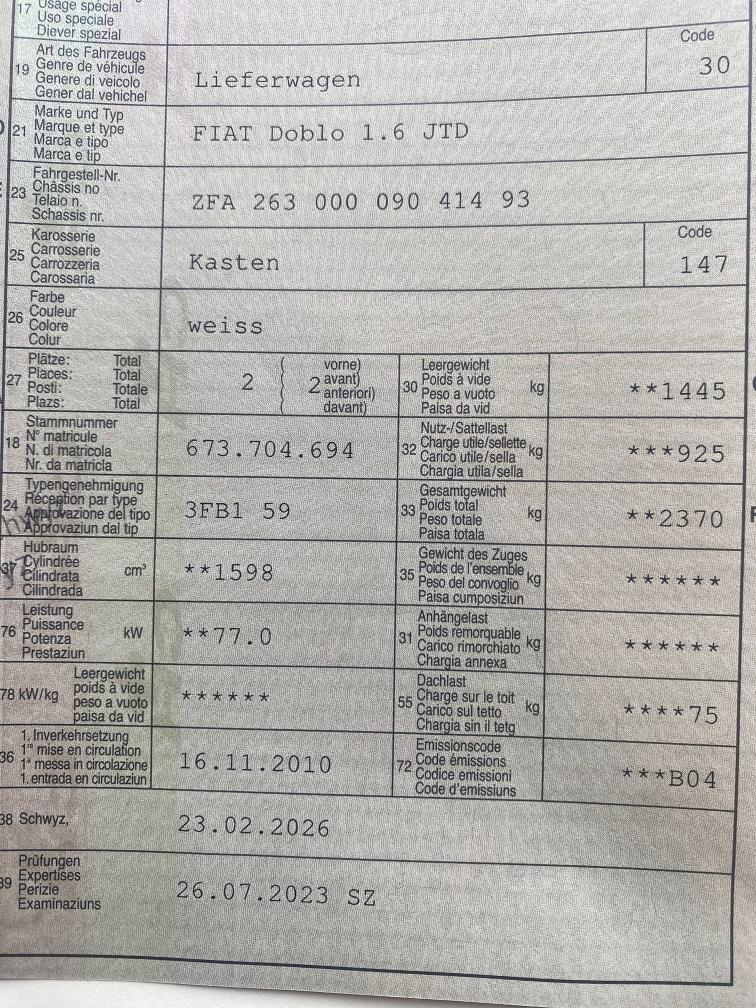 17 Usage spécial
Uso speciale
Diever spezial
19 Art des Fahrzeugs
Genre de véhicule
Genere di veicolo
Gener dal vehichel
Lieferwagen
Code
30
21 Marke und Typ
Marque et type
Marca e tipo
Marca e tip
FIAT Doblo 1.6 JTD
23 Fahrgestell-Nr.
Châssis no
Telaio n.
Schassis nr.
ZFA 263 000 090 414 93
25 Karosserie
Carrosserie
Carrozzeria
Carossaria
Kasten
Code
147
26 Farbe
Couleur
Colore
Colur
weiss
27 Plätze: Total
Places: Total
Posti: Totale
Plazs: Total
2 ( 2 vorne)
( avant)
( anteriori)
( davant)
30 Leergewicht
Poids à vide
Peso a vuoto
Paisa da vid
kg
**1445
18 Stammnummer
N° matricule
N. di matricola
Nr. da matricla
673.704.694
32 Nutz-/Sattellast
Charge utile/sellette
Carico utile/sella
Chargia utila/sella
kg
***925
24 Typengenehmigung
Réception par type
Approvazione del tipo
Approvaziun dal tip
3FB1 59
33 Gesamtgewicht
Poids total
Peso totale
Paisa totala
kg
**2370
37 Hubraum
Cylindrée
Cilindrata
Cilindrada
cm³
**1598
35 Gewicht des Zuges
Poids de l'ensemble
Peso del convoglio
Paisa cumposiziun
kg
******
76 Leistung
Puissance
Potenza
Prestaziun
kW
**77.0
31 Anhängelast
Poids remorquable
Carico rimorchiato
Chargia annexa
kg
******
78 kW/kg Leergewicht
poids à vide
peso a vuoto
paisa da vid
******
55 Dachlast
Charge sur le toit
Carico sul tetto
Chargia sin il tetg
kg
****75
36 1. Inverkehrsetzung
1re mise en circulation
1a messa in circolazione
1. entrada en circulaziun
16.11.2010
72 Emissionscode
Code émissions
Codice emissioni
Code d'emissiuns
***B04
38 Schwyz,
23.02.2026
39 Prüfungen
Expertises
Perizie
Examinaziuns
26.07.2023 SZ